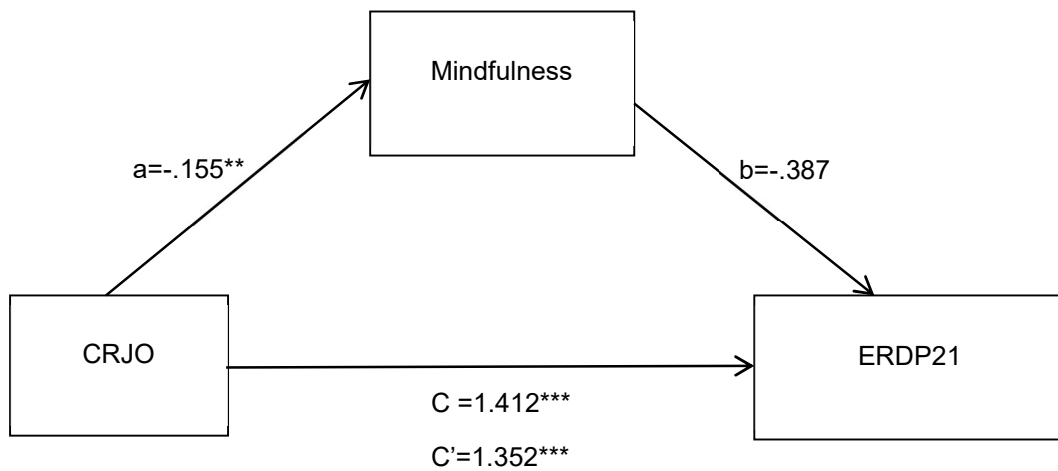 Mindfulness
a=-.155**
b=-.387
CRJO
ERDP21
C =1.412***
C’=1.352***